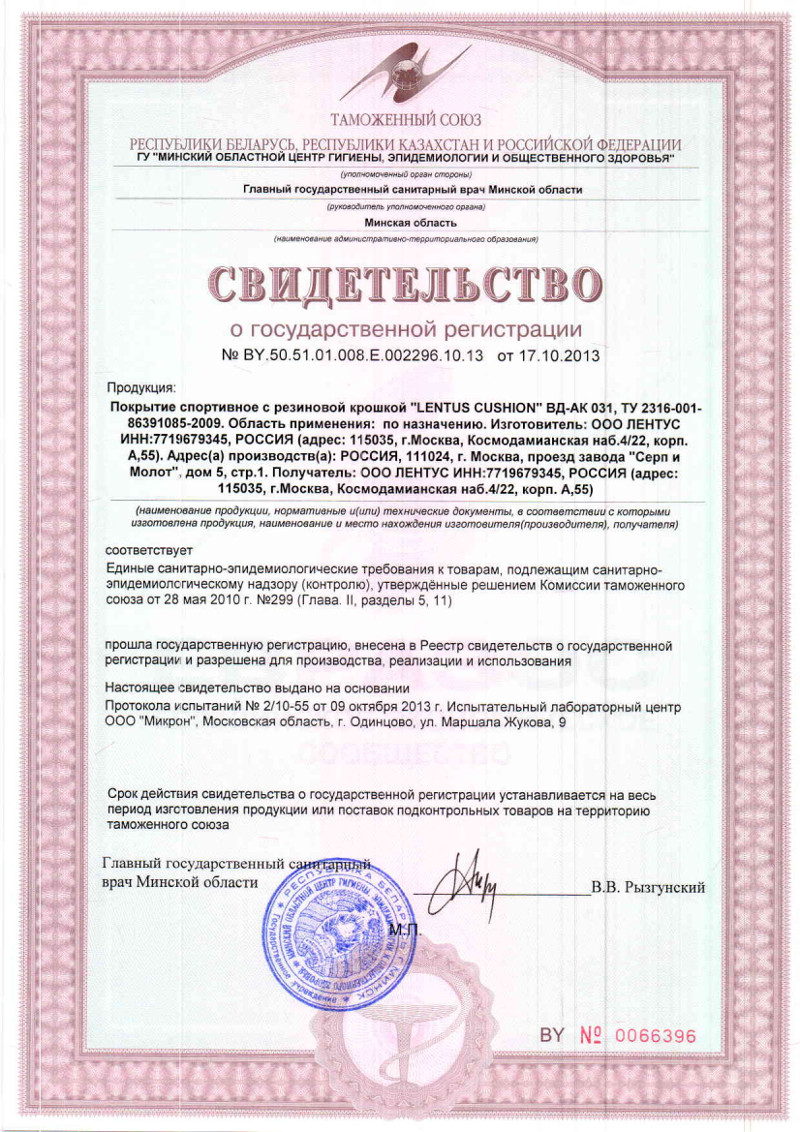 ТАМОЖЕННЫЙ СОЮЗ
РЕСПУБЛИКИ БЕЛАРУСЬ, РЕСПУБЛИКИ КАЗАХСТАН И РОССИЙСКОЙ ФЕДЕРАЦИИ
ГУ "МИНСКИЙ ОБЛАСТНОЙ ЦЕНТР ГИГИЕНЫ, ЭПИДЕМИОЛОГИИ И ОБЩЕСТВЕННОГО ЗДОРОВЬЯ"
(уполномоченный орган стороны)
Главный государственный санитарный врач Минской области
(руководитель уполномоченного органа)
Минская область
(наименование административно-территориального образования)
СВИДЕТЕЛЬСТВО
о государственной регистрации
№ BY.50.51.01.008.E.002296.10.13 от 17.10.2013
Продукция:
Покрытие спортивное с резиновой крошкой "LENTUS CUSHION" ВД-АК 031, ТУ 2316-001-
86391085-2009. Область применения: по назначению. Изготовитель: ООО ЛЕНТУС
ИНН:7719679345, РОССИЯ (адрес: 115035, г.Москва, Космодамианская наб.4/22, корп.
А,55). Адрес(а) производств(а): РОССИЯ, 111024, г. Москва, проезд завода "Серп и
Молот", дом 5, стр.1. Получатель: ООО ЛЕНТУС ИНН:7719679345, РОССИЯ (адрес:
115035, г.Москва, Космодамианская наб.4/22, корп. А,55)
(наименование продукции, нормативные и(или) технические документы, в соответствии с которыми
изготовлена продукция, наименование и место нахождения изготовителя(производителя), получателя)
соответствует
Единые санитарно-эпидемиологические требования к товарам, подлежащим санитарно-
эпидемиологическому надзору (контролю), утверждённые решением Комиссии таможенного
союза от 28 мая 2010 г. №299 (Глава. II, разделы 5, 11)
прошла государственную регистрацию, внесена в Реестр свидетельств о государственной
регистрации и разрешена для производства, реализации и использования
Настоящее свидетельство выдано на основании
Протокола испытаний № 2/10-55 от 09 октября 2013 г. Испытательный лабораторный центр
ООО "Микрон", Московская область, г. Одинцово, ул. Маршала Жукова, 9
Срок действия свидетельства о государственной регистрации устанавливается на весь
период изготовления продукции или поставок подконтрольных товаров на территорию
таможенного союза
Главный государственный санитарный
врач Минской области
В.В. Рызгунский
М.П.
РЕСПУБЛИКА БЕЛАРУСЬ Г.МИНСК
Государственное учреждение
МИНСКИЙ ОБЛАСТНОЙ ЦЕНТР ГИГИЕНЫ, ЭПИДЕМИОЛОГИИ И ОБЩЕСТВЕННОГО ЗДОРОВЬЯ
BY № 0066396